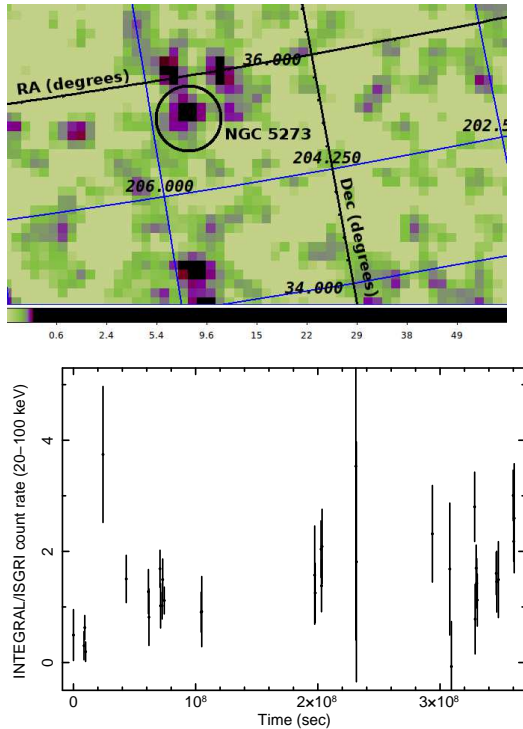 36.000
RA (degrees)
NGC 5273
202.5
204.250
206.000
Dec (degrees)
34.000
0.6 2.4 5.4 9.6 15 22 29 38 49
INTEGRAL/ISGRI count rate (20–100 keV)
4
2
0
0 10⁸ 2×10⁸ 3×10⁸
Time (sec)